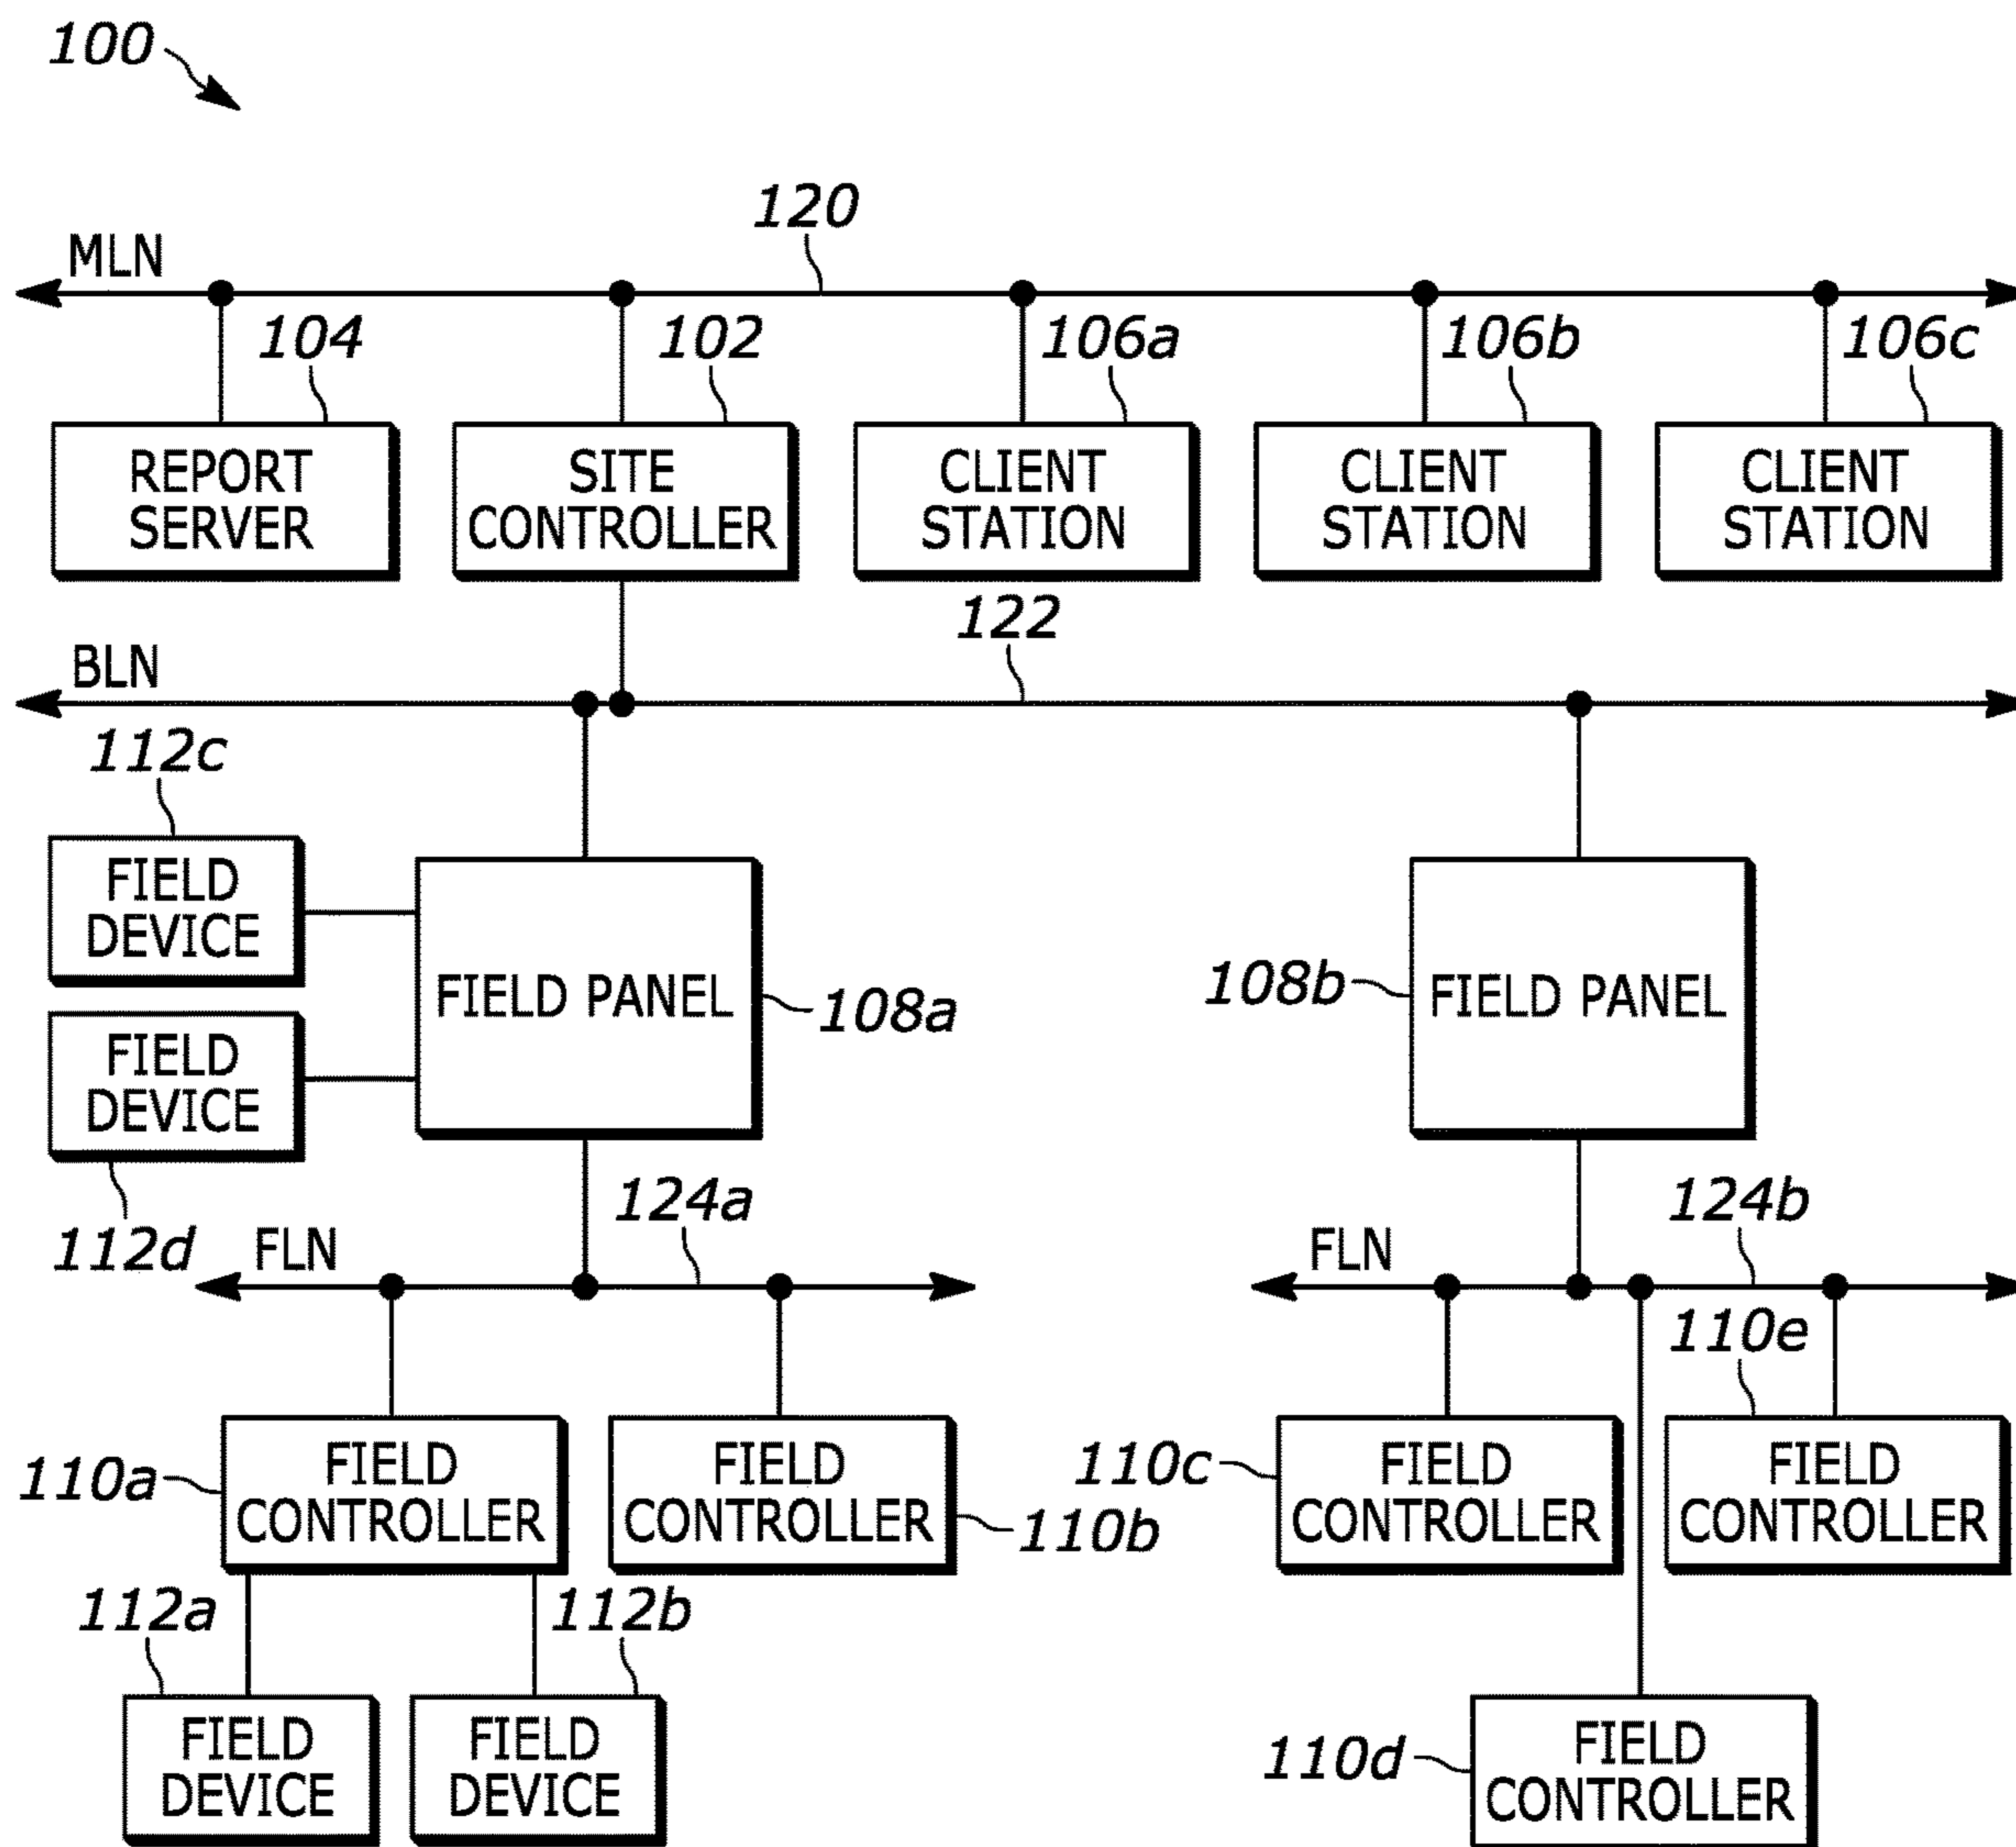 100
120
MLN
104
102
106a
106b
106c
REPORT
SERVER
SITE
CONTROLLER
CLIENT
STATION
CLIENT
STATION
CLIENT
STATION
122
BLN
112c
FIELD
DEVICE
FIELD PANEL
108a
108b
FIELD PANEL
FIELD
DEVICE
112d
124a
FLN
124b
FLN
110e
110a
FIELD
CONTROLLER
FIELD
CONTROLLER
110b
110c
FIELD
CONTROLLER
FIELD
CONTROLLER
112a
112b
FIELD
DEVICE
FIELD
DEVICE
110d
FIELD
CONTROLLER